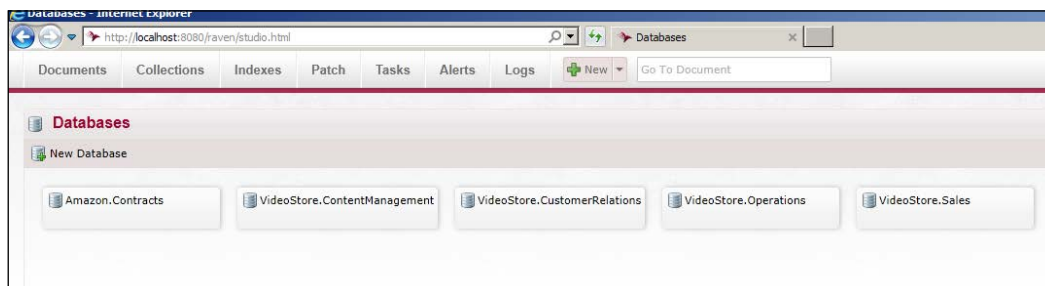 Databases - Internet Explorer
http://localhost:8080/raven/studio.html
Databases
Documents Collections Indexes Patch Tasks Alerts Logs New Go To Document
Databases
New Database
Amazon.Contracts VideoStore.ContentManagement VideoStore.CustomerRelations VideoStore.Operations VideoStore.Sales